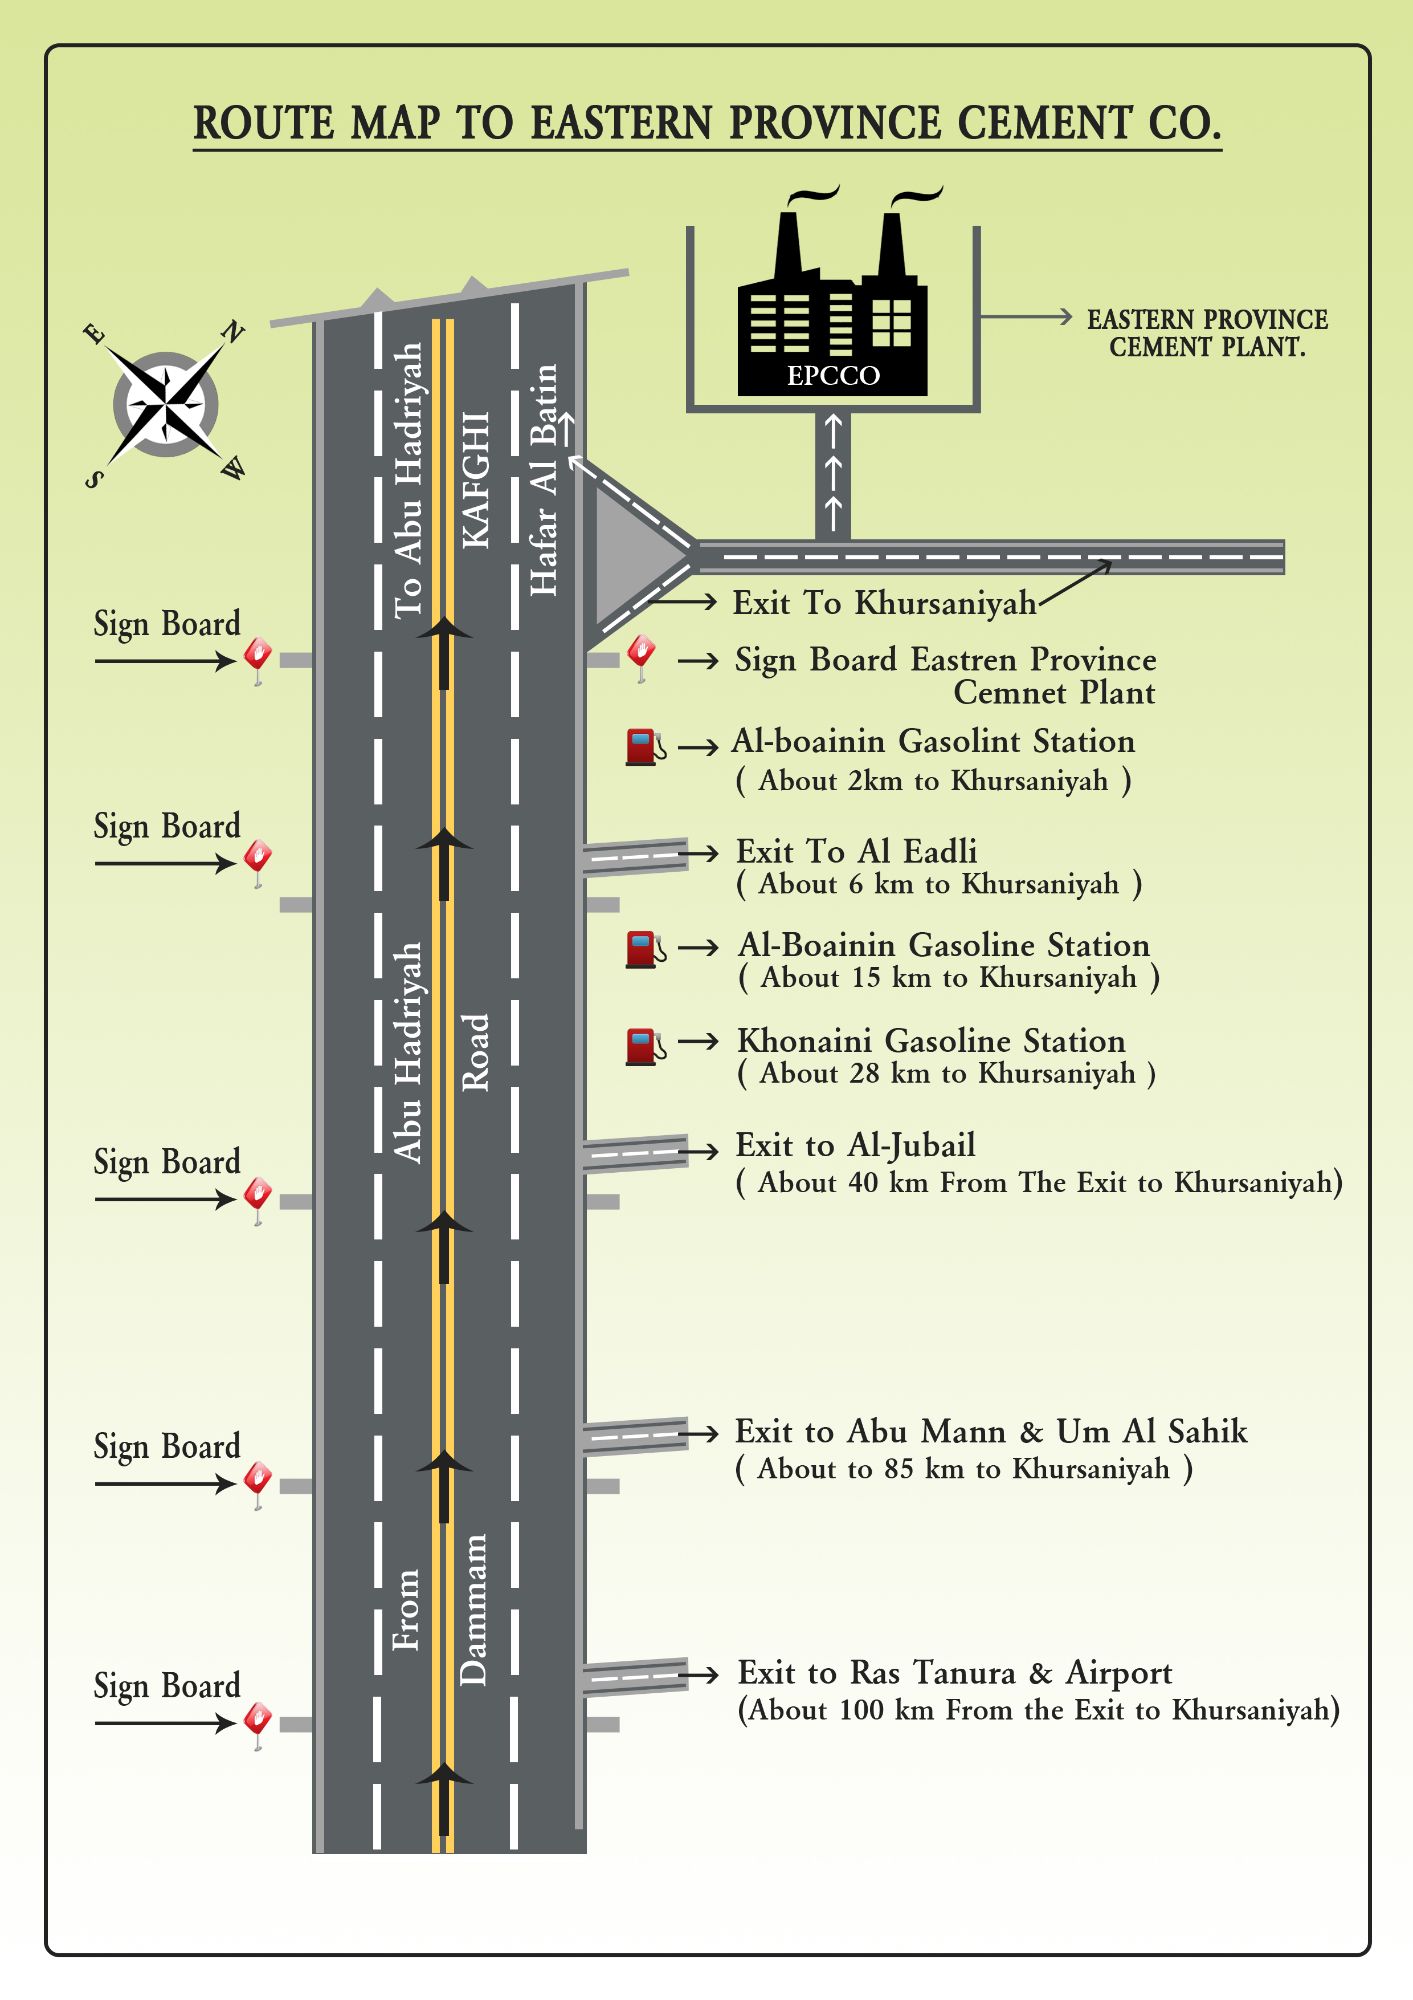 ROUTE MAP TO EASTERN PROVINCE CEMENT CO.
EPCCO
EASTERN PROVINCE
CEMENT PLANT.
E
N
S
W
To Abu Hadriyah
KAFGHI
Hafar Al Batin
Exit To Khursaniyah
Sign Board
Sign Board Eastren Province
Cemnet Plant
Al-boainin Gasolint Station
( About 2km to Khursaniyah )
Sign Board
Exit To Al Eadli
( About 6 km to Khursaniyah )
Al-Boainin Gasoline Station
( About 15 km to Khursaniyah )
Abu Hadriyah
Road
Khonaini Gasoline Station
( About 28 km to Khursaniyah )
Sign Board
Exit to Al-Jubail
( About 40 km From The Exit to Khursaniyah)
Sign Board
Exit to Abu Mann & Um Al Sahik
( About to 85 km to Khursaniyah )
From
Dammam
Sign Board
Exit to Ras Tanura & Airport
(About 100 km From the Exit to Khursaniyah)